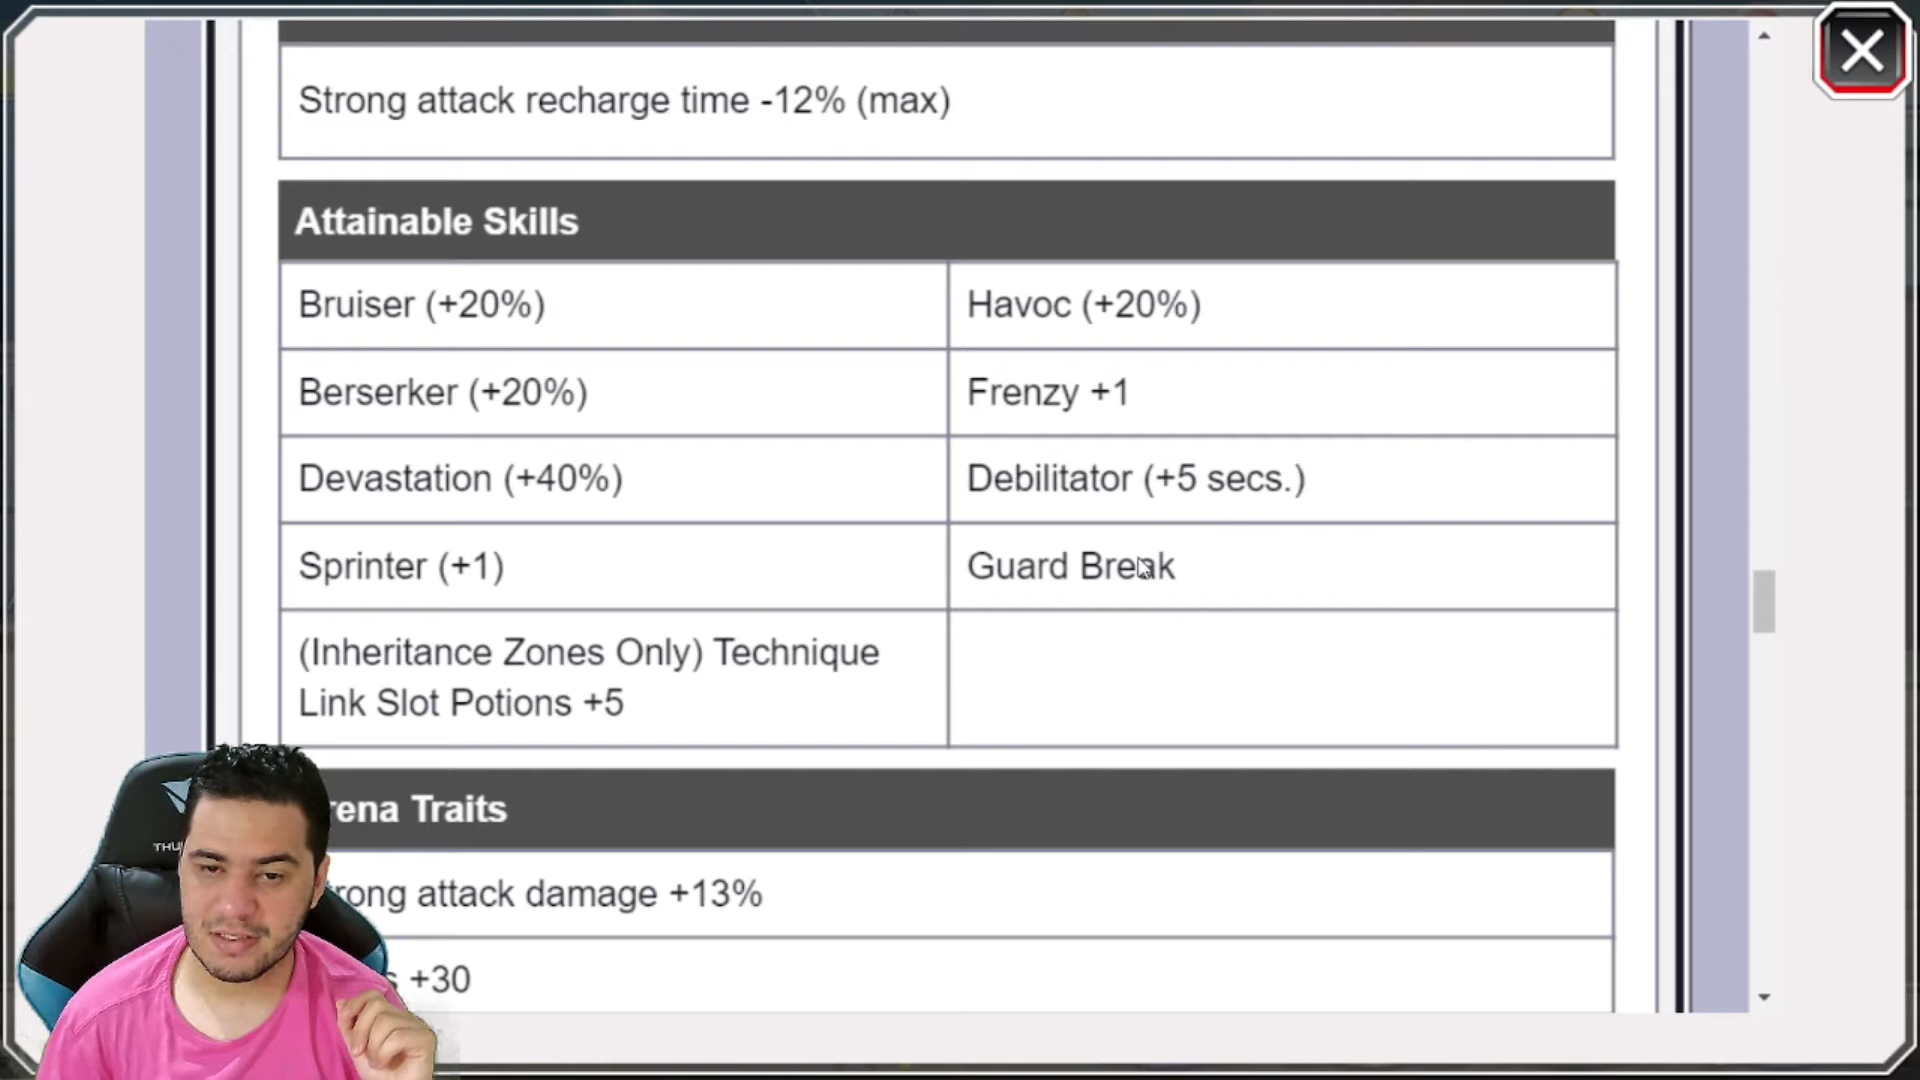 Strong attack recharge time -12% (max)
Attainable Skills
Bruiser (+20%)
Havoc (+20%)
Berserker (+20%)
Frenzy +1
Devastation (+40%)
Debilitator (+5 secs.)
Sprinter (+1)
Guard Break
(Inheritance Zones Only) Technique
Link Slot Potions +5
rena Traits
rong attack damage +13%
s +30
THU